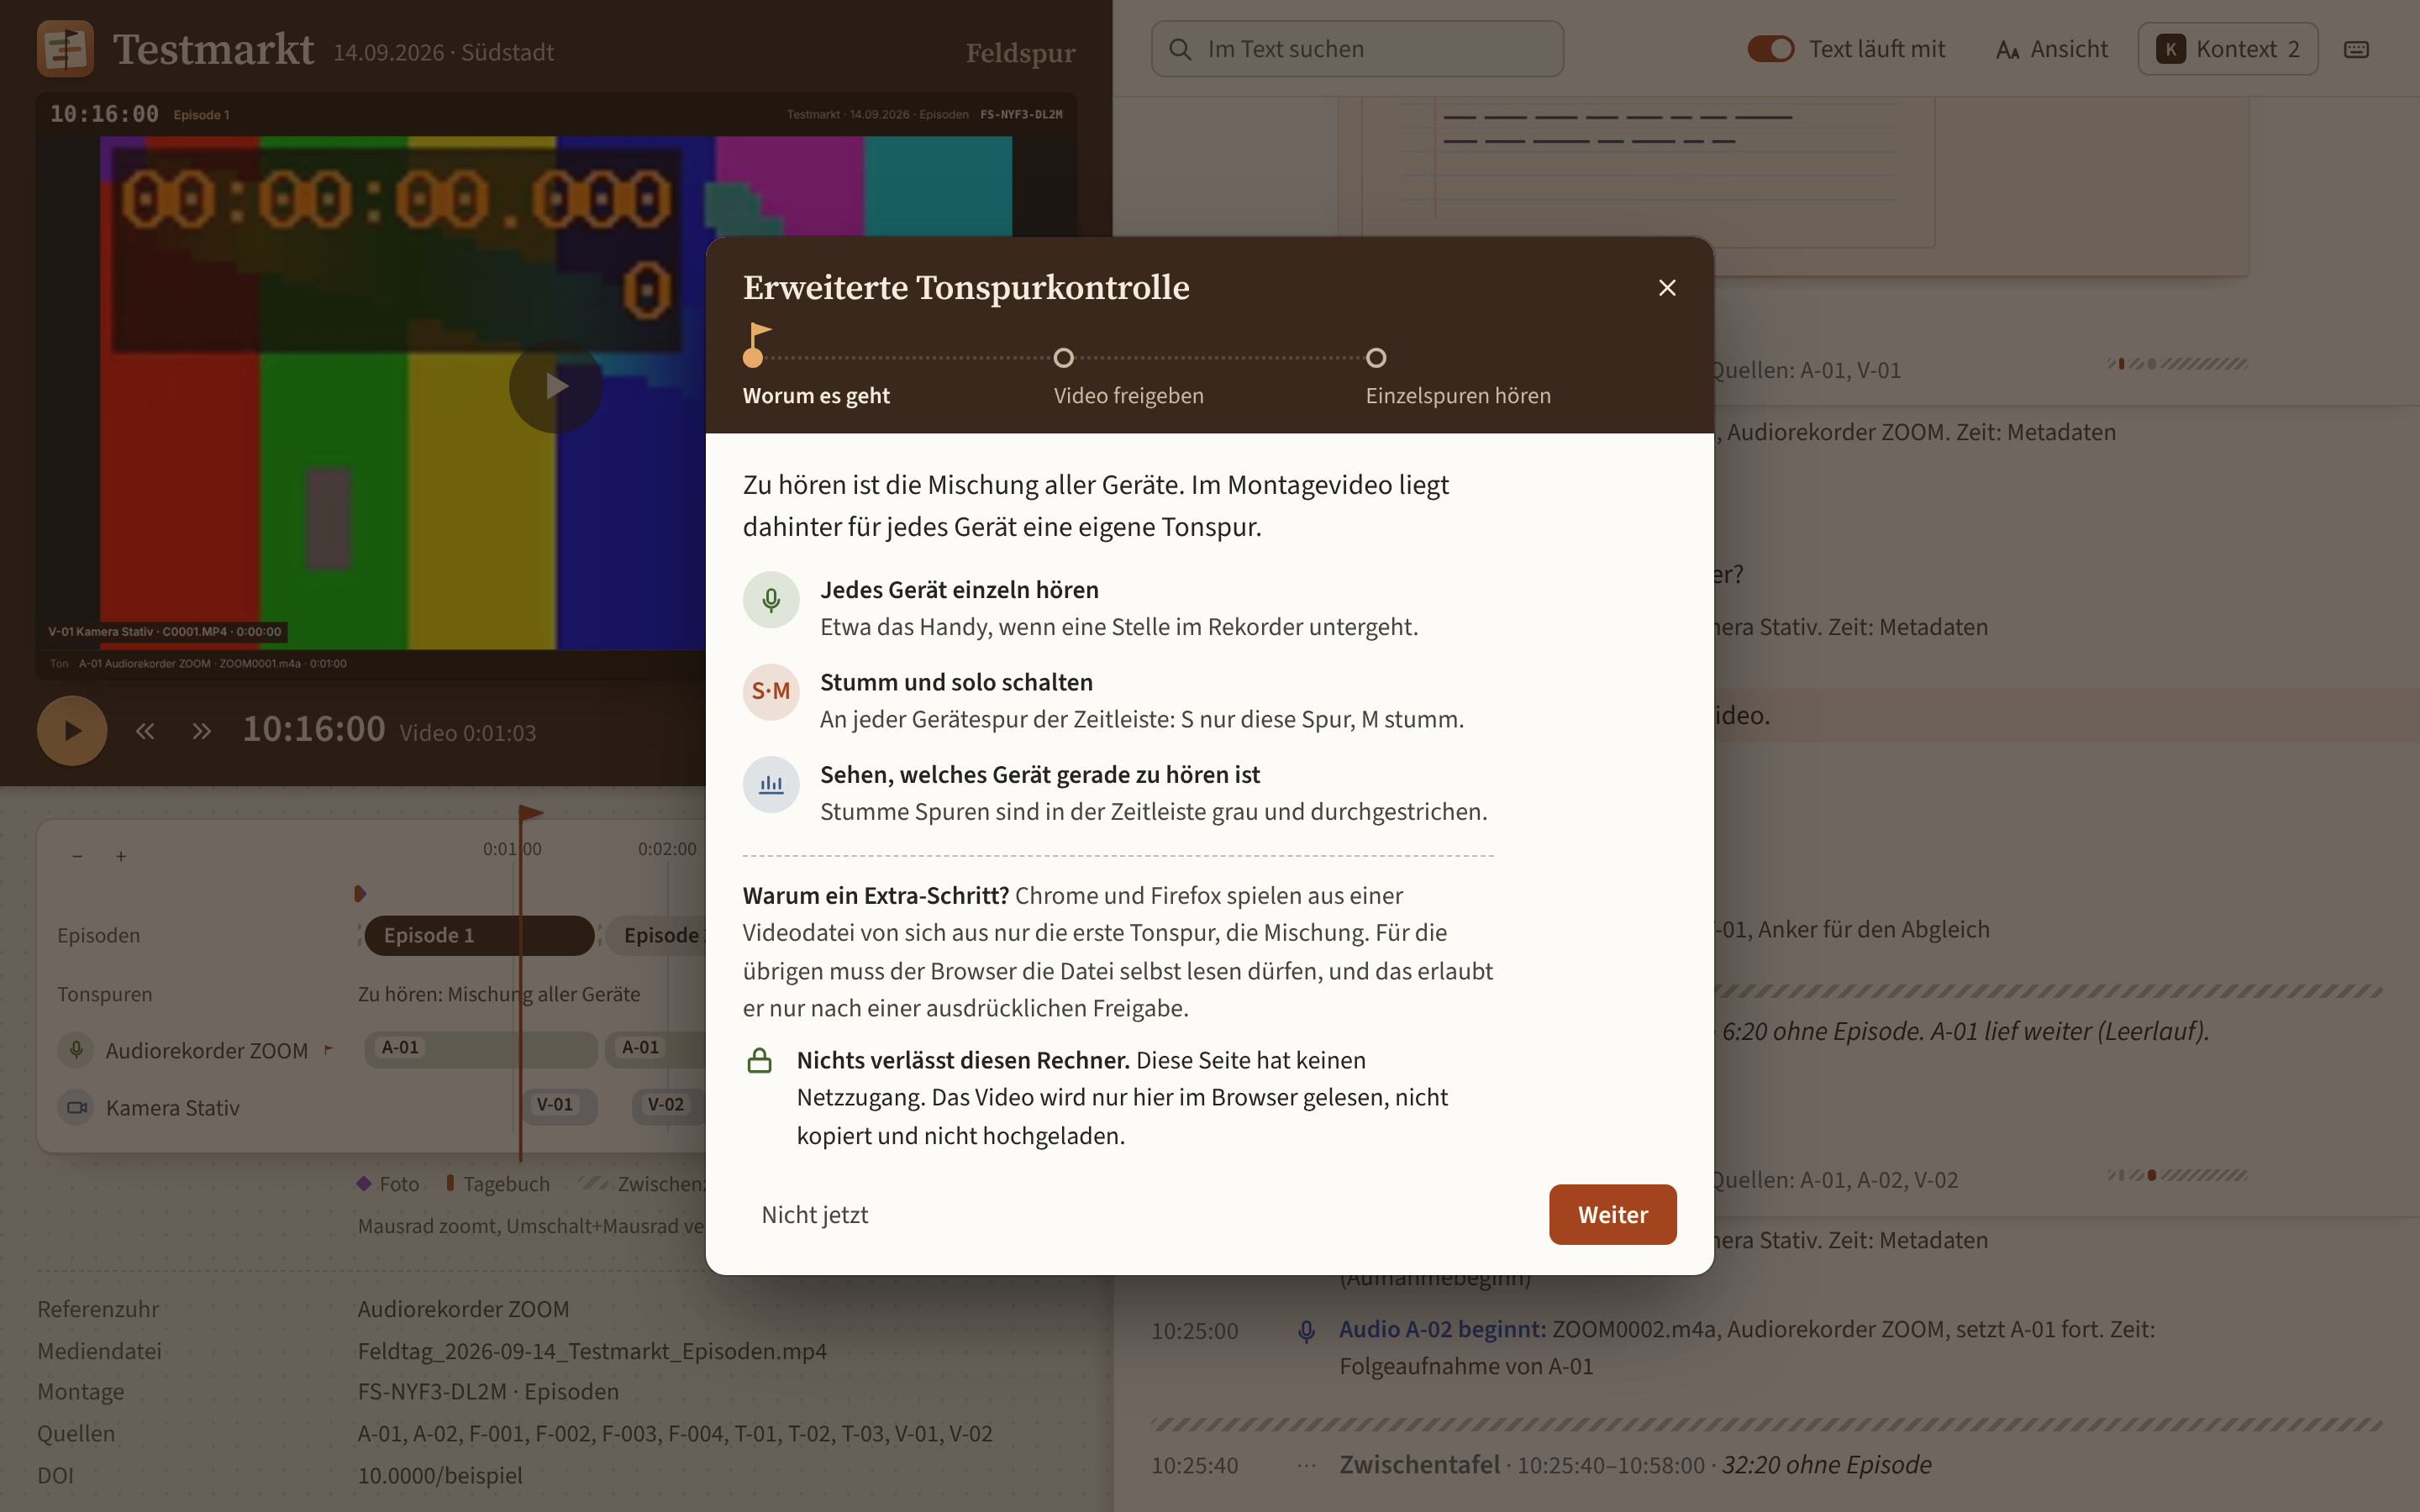 Testmarkt 14.09.2026 · Südstadt Feldspur
10:16:00 Episode 1 Testmarkt · 14.09.2026 · Episoden FS-NYF3-DL2M
00:00:00.000
0
V-01 Kamera Stativ · C0001.MP4 · 0:00:00
Ton A-01 Audiorekorder ZOOM · ZOOM0001.m4a · 0:01:00
10:16:00 Video 0:01:03
− +
0:01:00 0:02:00
Episoden Episode 1 Episode
Tonspuren Zu hören: Mischung aller Geräte
Audiorekorder ZOOM A-01 A-01
Kamera Stativ V-01 V-02
Foto Tagebuch
Mausrad zoomt, Umschalt+Mausrad
Referenzuhr Audiorekorder ZOOM
Mediendatei Feldtag_2026-09-14_Testmarkt_Episoden.mp4
Montage FS-NYF3-DL2M · Episoden
Quellen A-01, A-02, F-001, F-002, F-003, F-004, T-01, T-02, T-03, V-01, V-02
DOI 10.0000/beispiel
Erweiterte Tonspurkontrolle
Worum es geht Video freigeben Einzelspuren hören
Zu hören ist die Mischung aller Geräte. Im Montagevideo liegt
dahinter für jedes Gerät eine eigene Tonspur.
Jedes Gerät einzeln hören
Etwa das Handy, wenn eine Stelle im Rekorder untergeht.
S·M
Stumm und solo schalten
An jeder Gerätespur der Zeitleiste: S nur diese Spur, M stumm.
Sehen, welches Gerät gerade zu hören ist
Stumme Spuren sind in der Zeitleiste grau und durchgestrichen.
Warum ein Extra-Schritt? Chrome und Firefox spielen aus einer
Videodatei von sich aus nur die erste Tonspur, die Mischung. Für die
übrigen muss der Browser die Datei selbst lesen dürfen, und das erlaubt
er nur nach einer ausdrücklichen Freigabe.
Nichts verlässt diesen Rechner. Diese Seite hat keinen
Netzzugang. Das Video wird nur hier im Browser gelesen, nicht
kopiert und nicht hochgeladen.
Nicht jetzt Weiter
Im Text suchen Text läuft mit Ansicht K Kontext 2
Quellen: A-01, V-01
, Audiorekorder ZOOM. Zeit: Metadaten
Stativ. Zeit: Metadaten
Anker für den Abgleich
6:20 ohne Episode. A-01 lief weiter (Leerlauf).
Quellen: A-01, A-02, V-02
Stativ. Zeit: Metadaten
(Aufnahmebeginn)
10:25:00 Audio A-02 beginnt: ZOOM0002.m4a, Audiorekorder ZOOM, setzt A-01 fort. Zeit:
Folgeaufnahme von A-01
10:25:40 ··· Zwischentafel · 10:25:40–10:58:00 · 32:20 ohne Episode